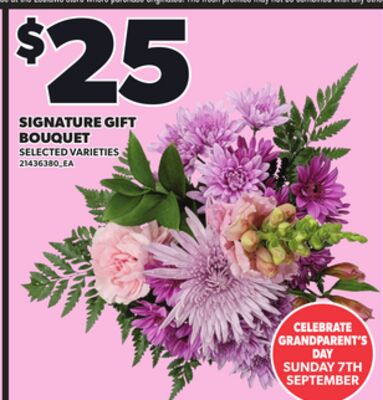 $25
SIGNATURE GIFT
BOUQUET
SELECTED VARIETIES
21436380_EA
CELEBRATE
GRANDPARENT'S
DAY
SUNDAY 7TH
SEPTEMBER